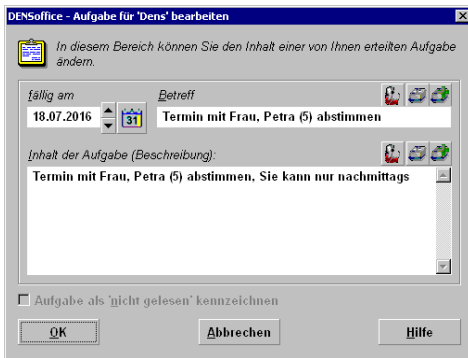 DENSoffice - Aufgabe für 'Dens' bearbeiten
In diesem Bereich können Sie den Inhalt einer von Ihnen erteilten Aufgabe
ändern.
fällig am
Betreff
18.07.2016
31
Termin mit Frau, Petra (5) abstimmen
Inhalt der Aufgabe (Beschreibung):
Termin mit Frau, Petra (5) abstimmen, Sie kann nur nachmittags
Aufgabe als 'nicht gelesen' kennzeichnen
OK
Abbrechen
Hilfe